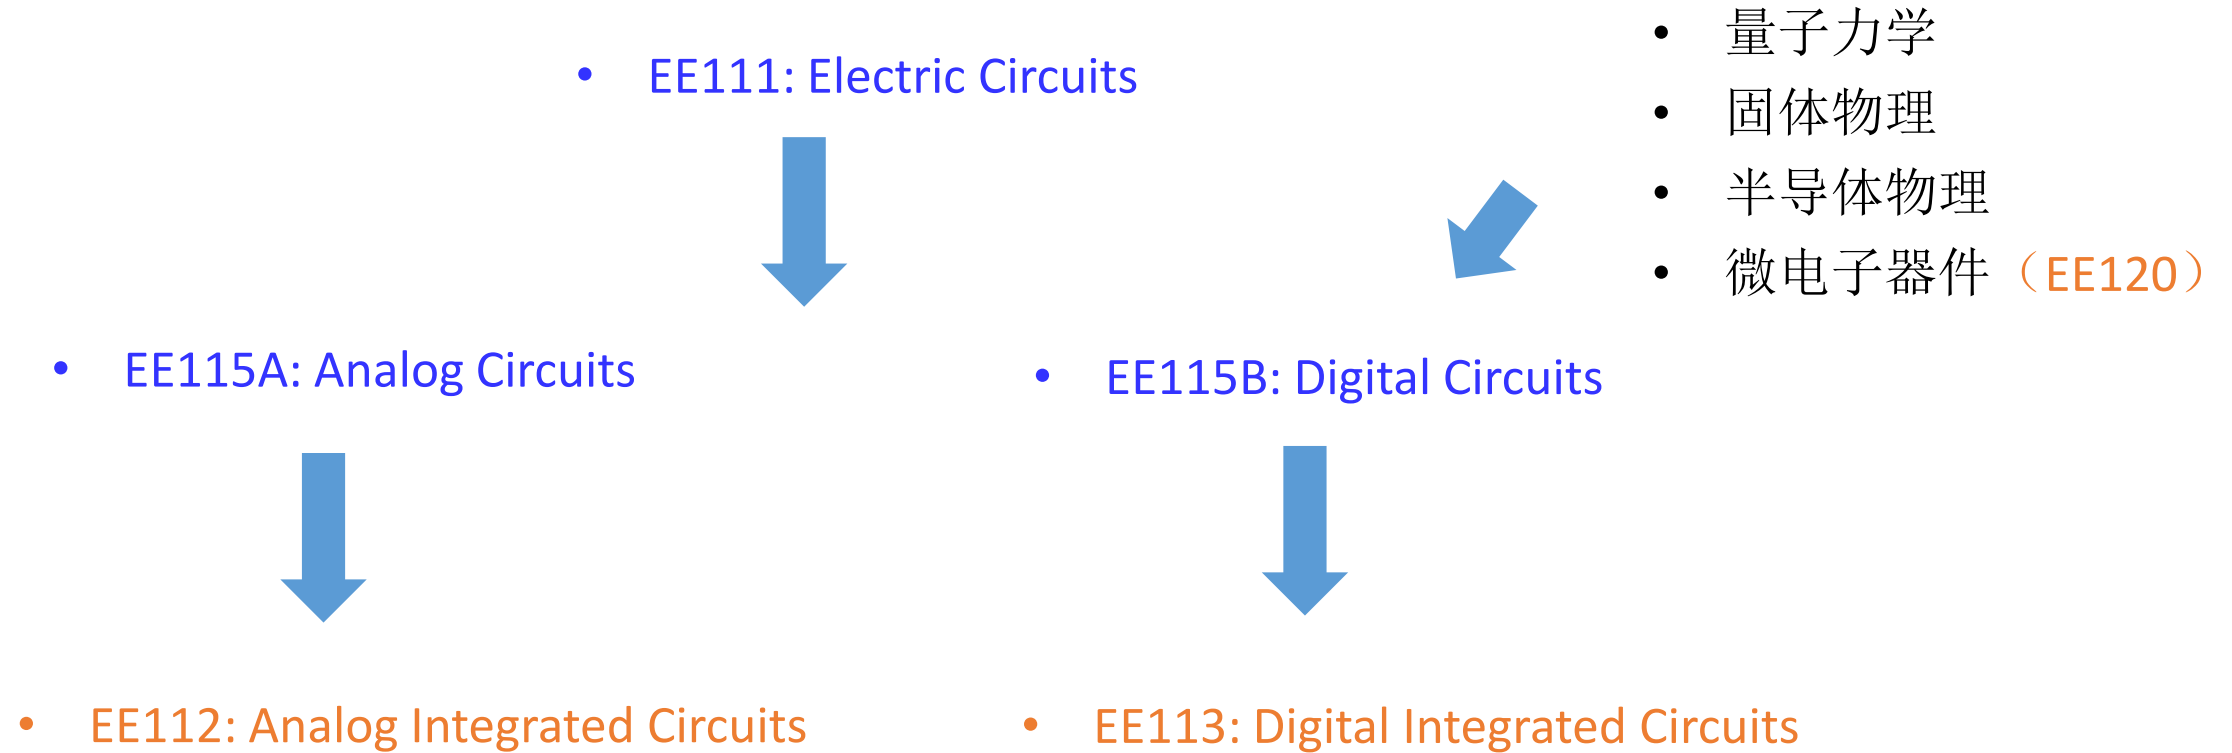 • EE111: Electric Circuits
• 量子力学
• 固体物理
• 半导体物理
• 微电子器件（EE120）
• EE115A: Analog Circuits
• EE115B: Digital Circuits
• EE112: Analog Integrated Circuits
• EE113: Digital Integrated Circuits